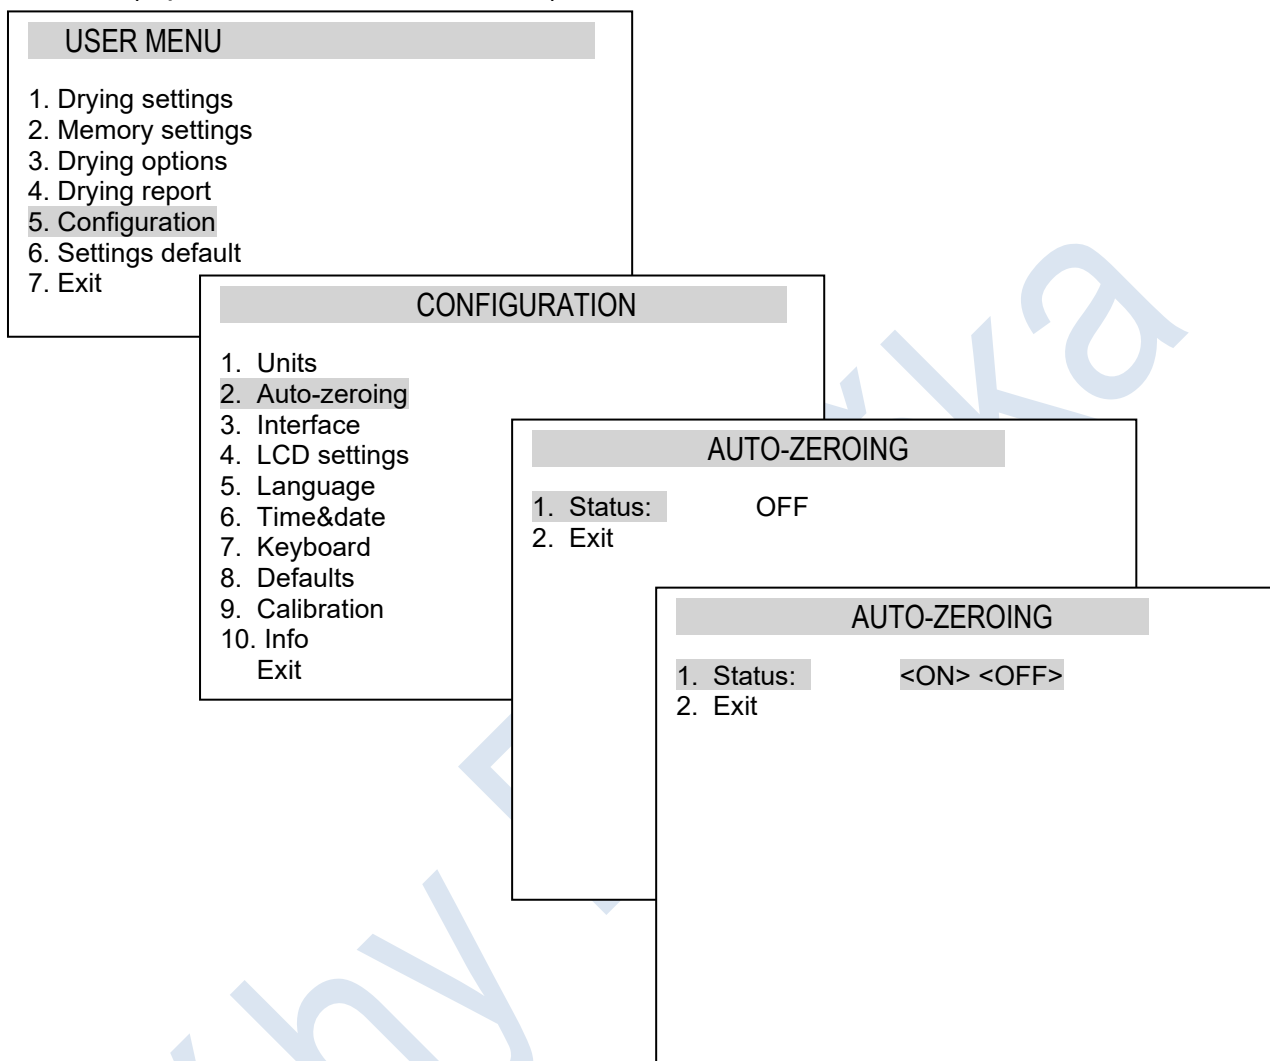 USER MENU
1. Drying settings
2. Memory settings
3. Drying options
4. Drying report
5. Configuration
6. Settings default
7. Exit
CONFIGURATION
1. Units
2. Auto-zeroing
3. Interface
4. LCD settings
5. Language
6. Time&date
7. Keyboard
8. Defaults
9. Calibration
10. Info
Exit
AUTO-ZEROING
1. Status: OFF
2. Exit
AUTO-ZEROING
1. Status: <ON> <OFF>
2. Exit